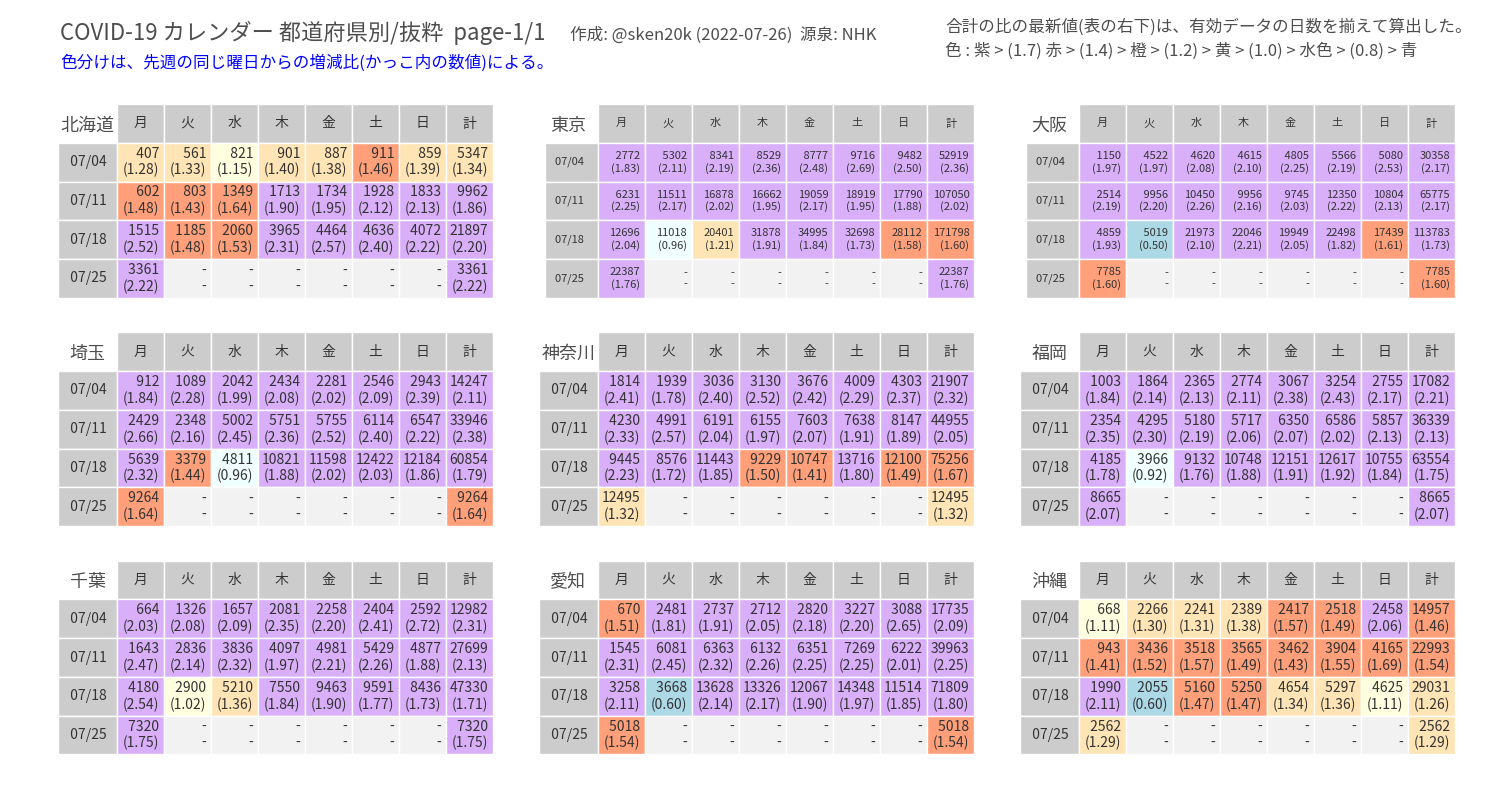 COVID-19 カレンダー 都道府県別/抜粋 page-1/1 作成: @sken20k (2022-07-26) 源泉: NHK
合計の比の最新値(表の右下)は、有効データの日数を揃えて算出した。
色 : 紫 > (1.7) 赤 > (1.4) > 橙 > (1.2) > 黄 > (1.0) > 水色 > (0.8) > 青
色分けは、先週の同じ曜日からの増減比(かっこ内の数値)による。
北海道 月 火 水 木 金 土 日 計
07/04 407 561 821 901 887 911 859 5347
(1.28) (1.33) (1.15) (1.40) (1.38) (1.46) (1.39) (1.34)
07/11 602 803 1349 1713 1734 1928 1833 9962
(1.48) (1.43) (1.64) (1.90) (1.95) (2.12) (2.13) (1.86)
07/18 1515 1185 2060 3965 4464 4636 4072 21897
(2.52) (1.48) (1.53) (2.31) (2.57) (2.40) (2.22) (2.20)
07/25 3361 - - - - - - 3361
(2.22) - - - - - - (2.22)
東京 月 火 水 木 金 土 日 計
07/04 2772 5302 8341 8529 8777 9716 9482 52919
(1.83) (2.11) (2.19) (2.36) (2.48) (2.69) (2.50) (2.36)
07/11 6231 11511 16878 16662 19059 18919 17790 107050
(2.25) (2.17) (2.02) (1.95) (2.17) (1.95) (1.88) (2.02)
07/18 12696 11018 20401 31878 34995 32698 28112 171798
(2.04) (0.96) (1.21) (1.91) (1.84) (1.73) (1.58) (1.60)
07/25 22387 - - - - - - 22387
(1.76) - - - - - - (1.76)
大阪 月 火 水 木 金 土 日 計
07/04 1150 4522 4620 4615 4805 5566 5080 30358
(1.97) (1.97) (2.08) (2.10) (2.25) (2.19) (2.53) (2.17)
07/11 2514 9956 10450 9956 9745 12350 10804 65775
(2.19) (2.20) (2.26) (2.16) (2.03) (2.22) (2.13) (2.17)
07/18 4859 5019 21973 22046 19949 22498 17439 113783
(1.93) (0.50) (2.10) (2.21) (2.05) (1.82) (1.61) (1.73)
07/25 7785 - - - - - - 7785
(1.60) - - - - - - (1.60)
埼玉 月 火 水 木 金 土 日 計
07/04 912 1089 2042 2434 2281 2546 2943 14247
(1.84) (2.28) (1.99) (2.08) (2.02) (2.09) (2.39) (2.11)
07/11 2429 2348 5002 5751 5755 6114 6547 33946
(2.66) (2.16) (2.45) (2.36) (2.52) (2.40) (2.22) (2.38)
07/18 5639 3379 4811 10821 11598 12422 12184 60854
(2.32) (1.44) (0.96) (1.88) (2.02) (2.03) (1.86) (1.79)
07/25 9264 - - - - - - 9264
(1.64) - - - - - - (1.64)
神奈川 月 火 水 木 金 土 日 計
07/04 1814 1939 3036 3130 3676 4009 4303 21907
(2.41) (1.78) (2.40) (2.52) (2.42) (2.29) (2.37) (2.32)
07/11 4230 4991 6191 6155 7603 7638 8147 44955
(2.33) (2.57) (2.04) (1.97) (2.07) (1.91) (1.89) (2.05)
07/18 9445 8576 11443 9229 10747 13716 12100 75256
(2.23) (1.72) (1.85) (1.50) (1.41) (1.80) (1.49) (1.67)
07/25 12495 - - - - - - 12495
(1.32) - - - - - - (1.32)
福岡 月 火 水 木 金 土 日 計
07/04 1003 1864 2365 2774 3067 3254 2755 17082
(1.84) (2.14) (2.13) (2.11) (2.38) (2.43) (2.17) (2.21)
07/11 2354 4295 5180 5717 6350 6586 5857 36339
(2.35) (2.30) (2.19) (2.06) (2.07) (2.02) (2.13) (2.13)
07/18 4185 3966 9132 10748 12151 12617 10755 63554
(1.78) (0.92) (1.76) (1.88) (1.91) (1.92) (1.84) (1.75)
07/25 8665 - - - - - - 8665
(2.07) - - - - - - (2.07)
千葉 月 火 水 木 金 土 日 計
07/04 664 1326 1657 2081 2258 2404 2592 12982
(2.03) (2.08) (2.09) (2.35) (2.20) (2.41) (2.72) (2.31)
07/11 1643 2836 3836 4097 4981 5429 4877 27699
(2.47) (2.14) (2.32) (1.97) (2.21) (2.26) (1.88) (2.13)
07/18 4180 2900 5210 7550 9463 9591 8436 47330
(2.54) (1.02) (1.36) (1.84) (1.90) (1.77) (1.73) (1.71)
07/25 7320 - - - - - - 7320
(1.75) - - - - - - (1.75)
愛知 月 火 水 木 金 土 日 計
07/04 670 2481 2737 2712 2820 3227 3088 17735
(1.51) (1.81) (1.91) (2.05) (2.18) (2.20) (2.65) (2.09)
07/11 1545 6081 6363 6132 6351 7269 6222 39963
(2.31) (2.45) (2.32) (2.26) (2.25) (2.25) (2.01) (2.25)
07/18 3258 3668 13628 13326 12067 14348 11514 71809
(2.11) (0.60) (2.14) (2.17) (1.90) (1.97) (1.85) (1.80)
07/25 5018 - - - - - - 5018
(1.54) - - - - - - (1.54)
沖縄 月 火 水 木 金 土 日 計
07/04 668 2266 2241 2389 2417 2518 2458 14957
(1.11) (1.30) (1.31) (1.38) (1.57) (1.49) (2.06) (1.46)
07/11 943 3436 3518 3565 3462 3904 4165 22993
(1.41) (1.52) (1.57) (1.49) (1.43) (1.55) (1.69) (1.54)
07/18 1990 2055 5160 5250 4654 5297 4625 29031
(2.11) (0.60) (1.47) (1.47) (1.34) (1.36) (1.11) (1.26)
07/25 2562 - - - - - - 2562
(1.29) - - - - - - (1.29)